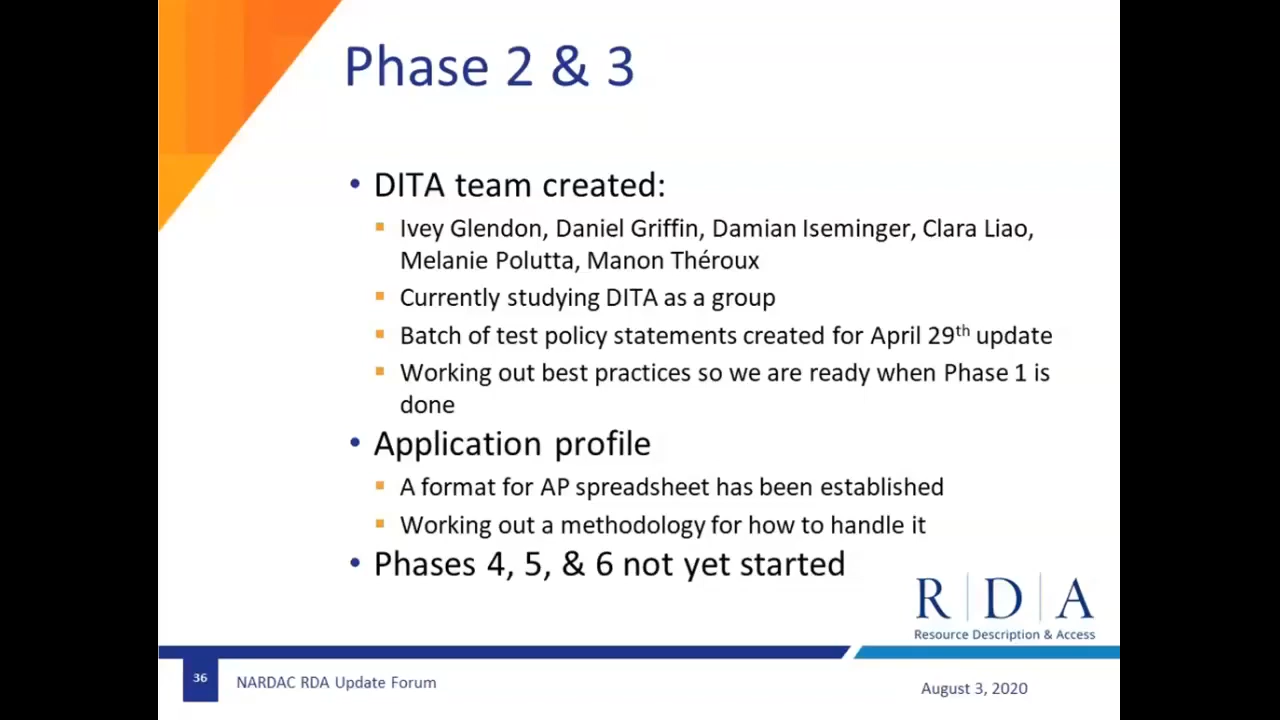 Phase 2 & 3
• DITA team created:
▪ Ivey Glendon, Daniel Griffin, Damian Iseminger, Clara Liao,
Melanie Polutta, Manon Théroux
▪ Currently studying DITA as a group
▪ Batch of test policy statements created for April 29th update
▪ Working out best practices so we are ready when Phase 1 is
done
• Application profile
▪ A format for AP spreadsheet has been established
▪ Working out a methodology for how to handle it
• Phases 4, 5, & 6 not yet started
R|D|A
Resource Description & Access
36
NARDAC RDA Update Forum
August 3, 2020